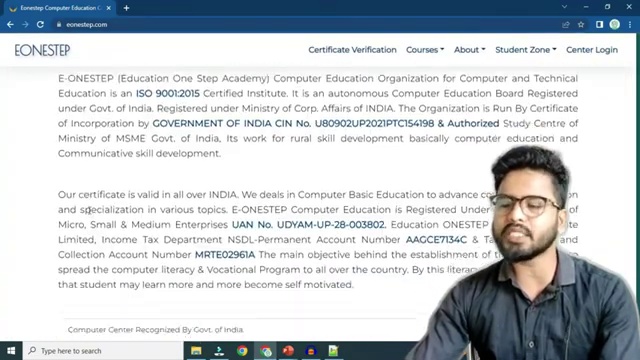 Eonestep Computer Education C
eonestep.com
EONESTEP
Certificate Verification Courses About Student Zone Center Login
E-ONESTEP (Education One Step Academy) Computer Education Organization for Computer and Technical
Education is an ISO 9001:2015 Certified Institute. It is an autonomous Computer Education Board Registered
under Govt. of India. Registered under Ministry of Corp. Affairs of INDIA. The Organization is Run By Certificate
of Incorporation by GOVERNMENT OF INDIA CIN No. U80902UP2021PTC154198 & Authorized Study Centre of
Ministry of MSME Govt. of India, Its work for rural skill development basically computer education and
Communicative skill development.
Our certificate is valid in all over INDIA. We deals in Computer Basic Education to advance
and specialization in various topics. E-ONESTEP Computer Education is Registered Under
of Micro, Small & Medium Enterprises UAN No. UDYAM-UP-28-003802, Education ONESTEP
Limited, Income Tax Department NSDL-Permanent Account Number AAGCE7134C & and
Collection Account Number MRTE02961A The main objective behind the establishment of to
spread the computer literacy & Vocational Program to all over the country. By this literacy
that student may learn more and more become self motivated.
Computer Center Recognized By Govt. of India.
Type here to search